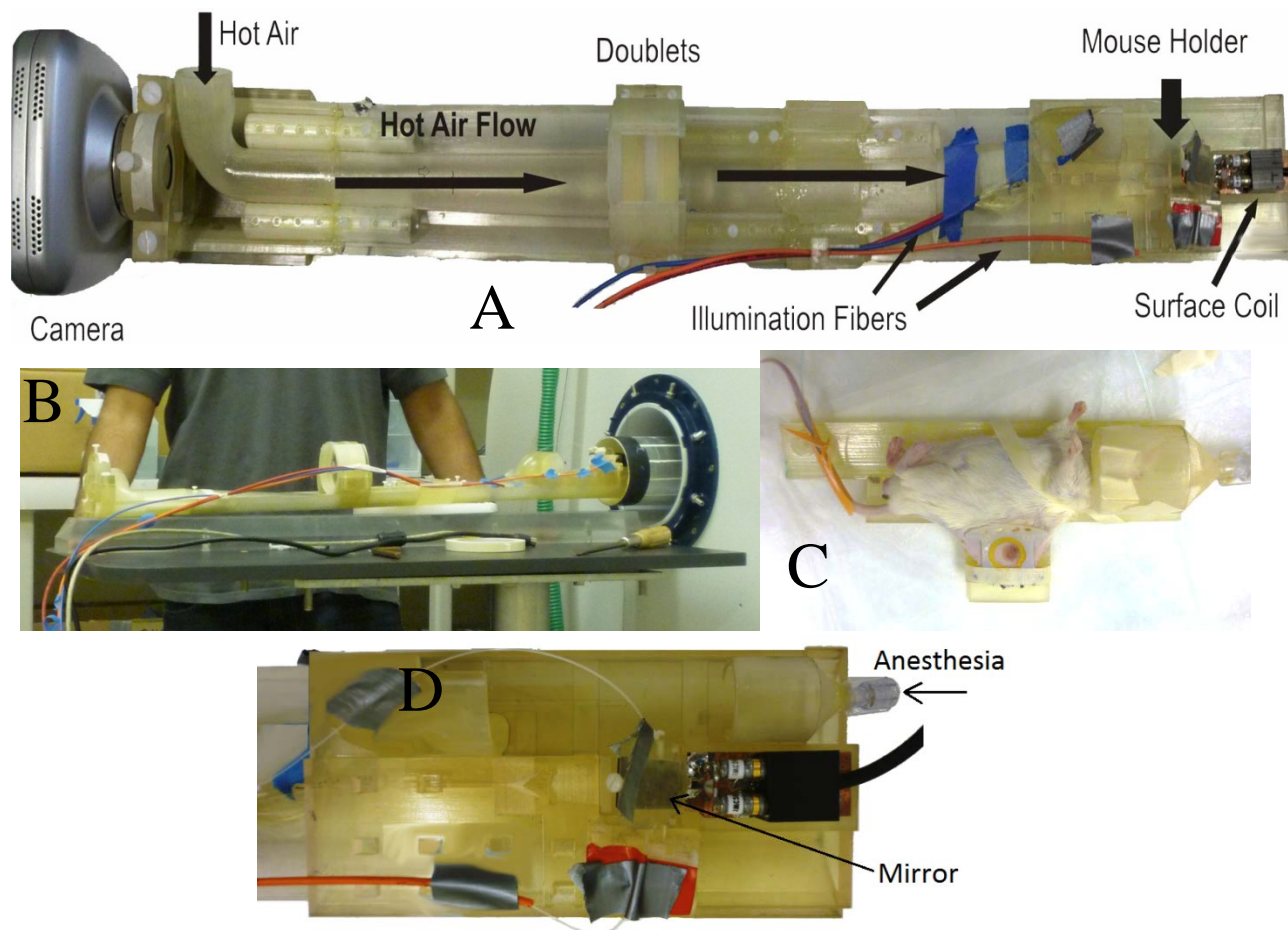 Hot Air
Doublets
Mouse Holder
Hot Air Flow
A
Camera
Illumination Fibers
Surface Coil
B
C
D
Anesthesia
Mirror